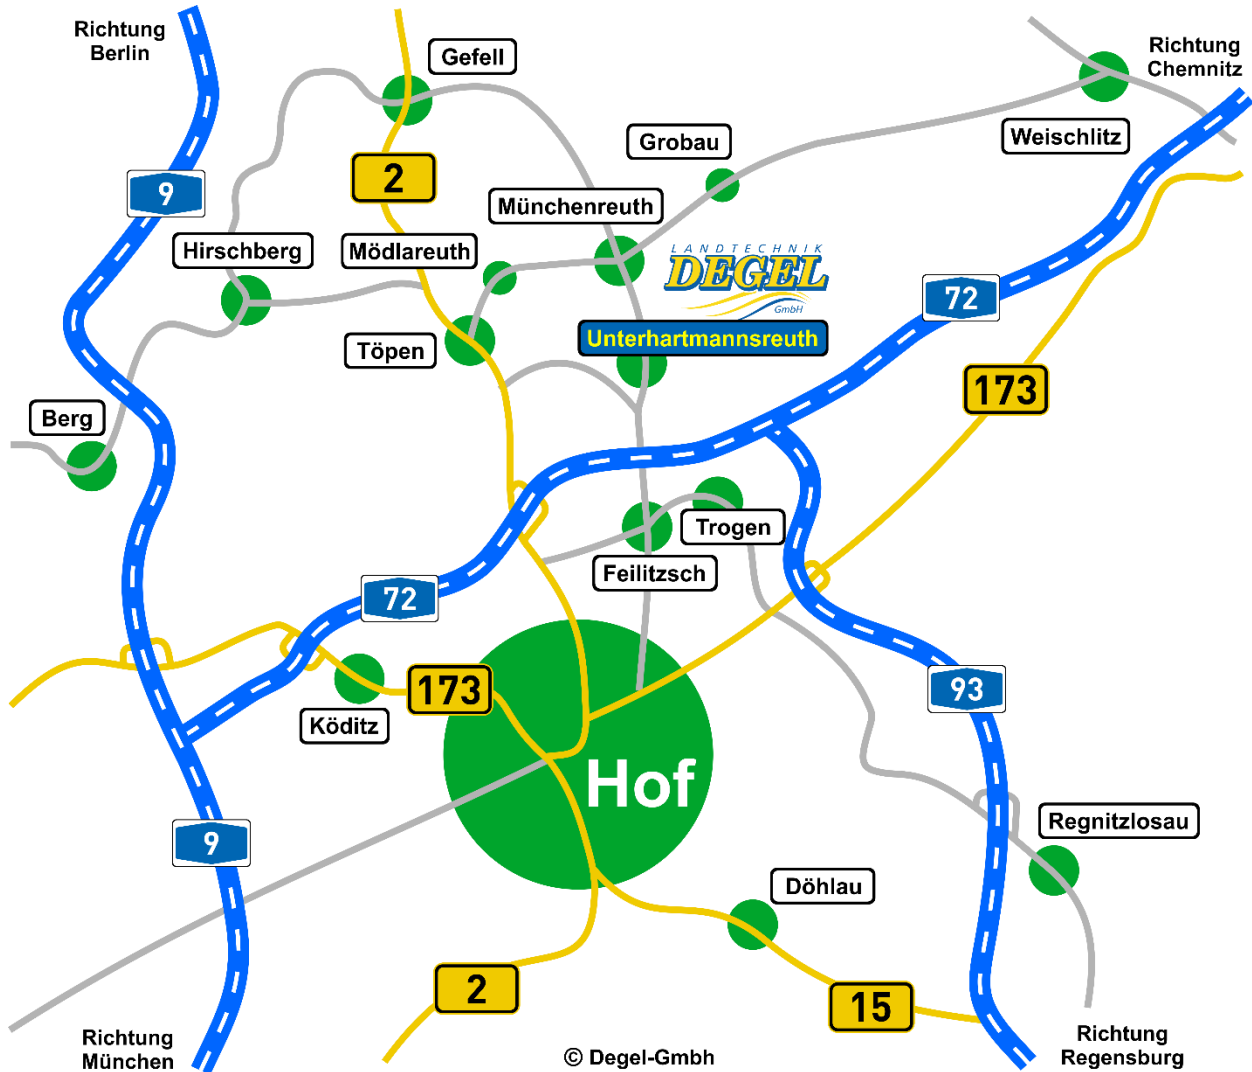 Richtung
Berlin
Gefell
Richtung
Chemnitz
Grobau
Weischlitz
2
9
Münchenreuth
Hirschberg
Mödlareuth
LANDTECHNIK
DEGEL
GmbH
72
Töpen
Unterhartmannsreuth
173
Berg
Trogen
Feilitzsch
72
173
93
Ködlitz
Hof
9
Regnitzlosau
Döhlau
2
15
Richtung
München
© Degel-Gmbh
Richtung
Regensburg